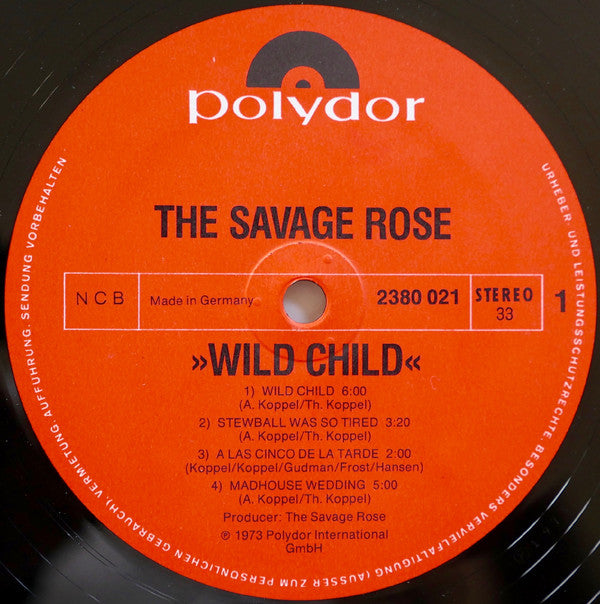 polydor
THE SAVAGE ROSE
NCB
Made in Germany
2380 021
STEREO
33
1
»WILD CHILD«
1) WILD CHILD 6:00
(A. Koppel/Th. Koppel)
2) STEWBALL WAS SO TIRED 3:20
(A. Koppel/Th. Koppel)
3) A LAS CINCO DE LA TARDE 2:00
(Koppel/Koppel/Gudman/Frost/Hansen)
4) MADHOUSE WEDDING 5:00
(A. Koppel/Th. Koppel)
Producer: The Savage Rose
℗ 1973 Polydor International
GmbH
URHEBER- UND LEISTUNGSSCHUTZRECHTE, BESONDERS VERVIELFÄLTIGUNG (AUSSER ZUM PERSÖNLICHEN GEBRAUCH), VERMIETUNG, AUFFÜHRUNG, SENDUNG VORBEHALTEN